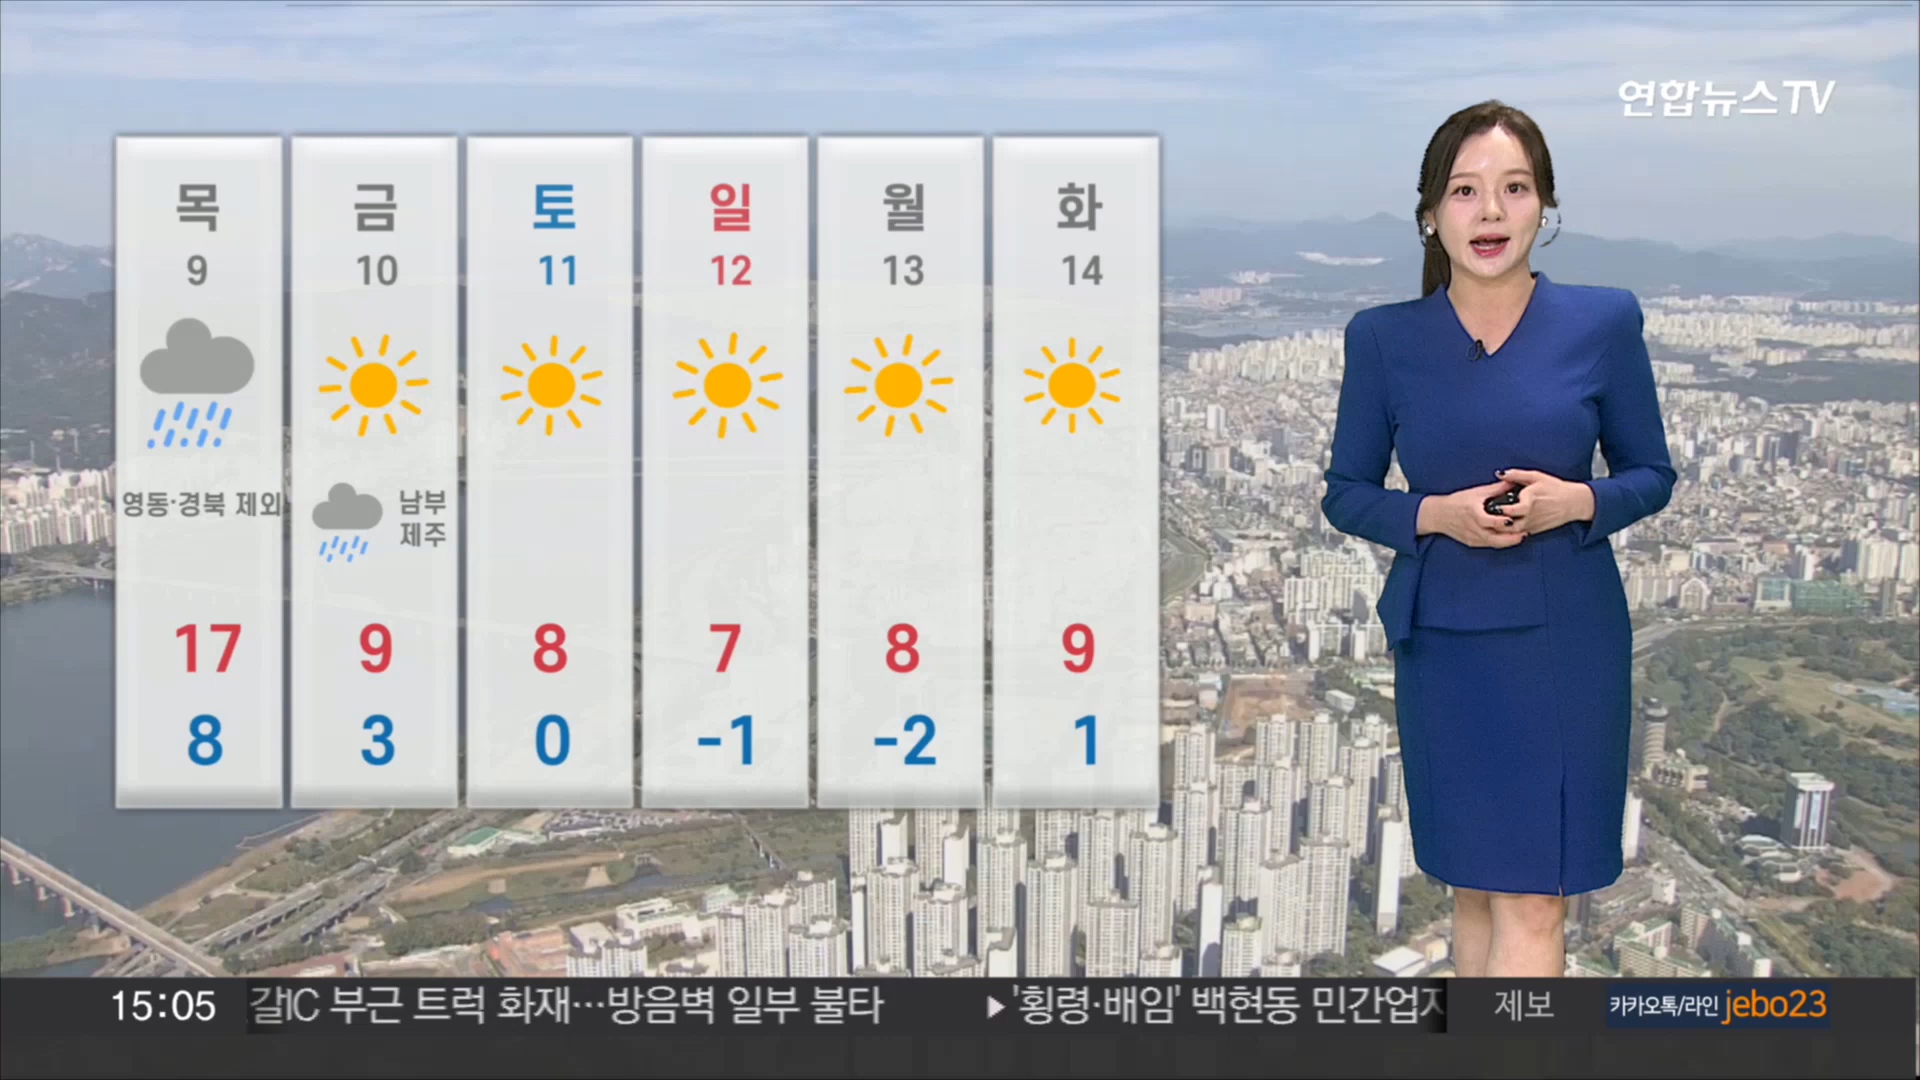 연합뉴스TV
목 금 토 일 월 화
9 10 11 12 13 14
영동·경북 제외
남부
제주
17 9 8 7 8 9
8 3 0 -1 -2 1
15:05 갈IC 부근 트럭 화재…방음벽 일부 불타 ▶'횡령·배임' 백현동 민간업자 제보 카카오톡/라인 jebo23